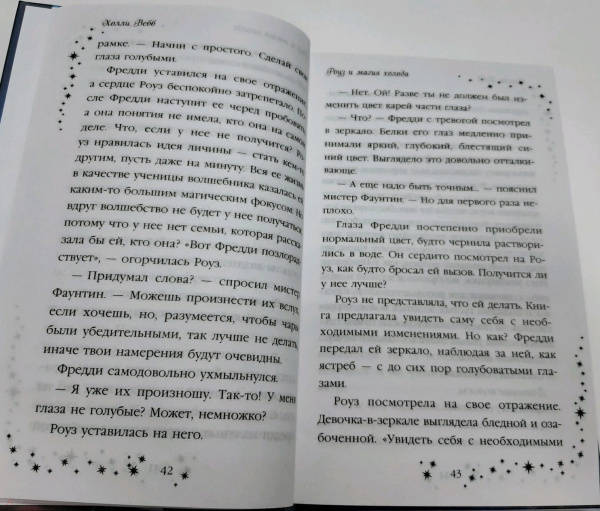 Холли Вебб
рамке. — Начни с простого. Сделай свои
глаза голубыми.
Фредди уставился на свое отражение,
а сердце Роуз беспокойно затрепетало. По-
сле Фредди наступит ее черед пробовать,
а она понятия не имела, кто она на самом
деле. Что, если у нее не получится? Ро-
уз нравилась идея личины — стать кем-то
другим, пусть даже на минуту. Вся ее жизнь
в качестве ученицы волшебника казалась ей
каким-то большим магическим фокусом. Но
вдруг волшебство не будет у нее получаться,
потому что у нее нет семьи, которая расска-
зала бы ей, кто она? «Вот Фредди позлорад-
ствует», — огорчилась Роуз.
— Придумал слова? — спросил мистер
Фаунтин. — Можешь произнести их вслух,
если хочешь, но, разумеется, чтобы чары
были убедительными, так лучше не делать,
иначе твои намерения будут очевидны.
Фредди самодовольно ухмыльнулся.
— Я уже их произношу. Так-то! У меня
глаза не голубые? Может, немножко?
Роуз уставилась на него.
42
Роуз и магия холода
— Нет. Ой! Разве ты не должен был из-
менить цвет карей части глаза?
— Что? — Фредди с тревогой посмотрел
в зеркало. Белки его глаз медленно при-
нимали яркий, глубокий, блестящий си-
ний цвет. Выглядело это довольно отталки-
вающе.
— А еще надо быть точным... — пояснил
мистер Фаунтин. — Но для первого раза не-
плохо.
Глаза Фредди постепенно приобрели
нормальный цвет, будто чернила раствори-
лись в воде. Он сердито посмотрел на Ро-
уз, как будто бросал ей вызов. Получится ли
у нее лучше?
Роуз не представляла, что ей делать. Кни-
га предлагала увидеть саму себя с необ-
ходимыми изменениями. Но как? Фредди
передал ей зеркало, наблюдая за ней, как
ястреб — с до сих пор голубоватыми гла-
зами.
Роуз посмотрела на свое отражение.
Девочка-в-зеркале выглядела бледной и оза-
боченной. «Увидеть себя с необходимыми
43